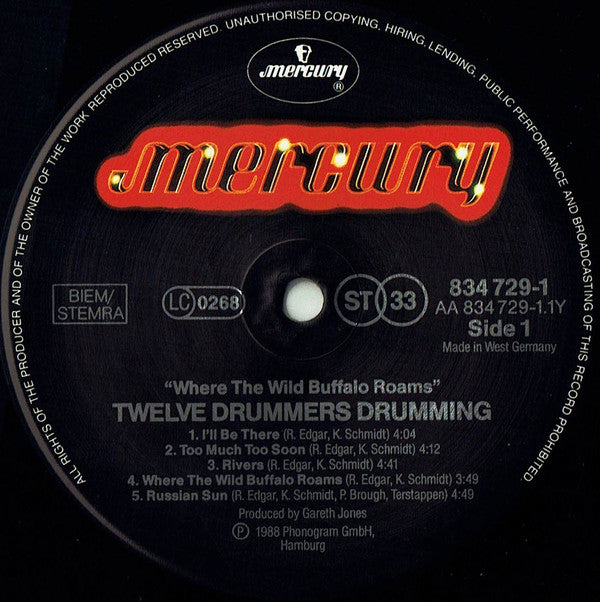 ALL RIGHTS OF THE PRODUCER AND OF THE OWNER OF THE WORK REPRODUCED RESERVED. UNAUTHORISED COPYING, HIRING, LENDING, PUBLIC PERFORMANCE AND BROADCASTING OF THIS RECORD PROHIBITED
mercury
®
mercury
BIEM/
STEMRA
LC 0268
ST 33
834 729-1
AA 834 729-1.1Y
Side 1
Made in West Germany
"Where The Wild Buffalo Roams"
TWELVE DRUMMERS DRUMMING
1. I'll Be There (R. Edgar, K. Schmidt) 4:04
2. Too Much Too Soon (R. Edgar, K. Schmidt) 4:12
3. Rivers (R. Edgar, K. Schmidt) 4:41
4. Where The Wild Buffalo Roams (R. Edgar, K. Schmidt) 3:49
5. Russian Sun (R. Edgar, K. Schmidt, P. Brough, Terstappen) 4:49
Produced by Gareth Jones
Ⓟ 1988 Phonogram GmbH,
Hamburg